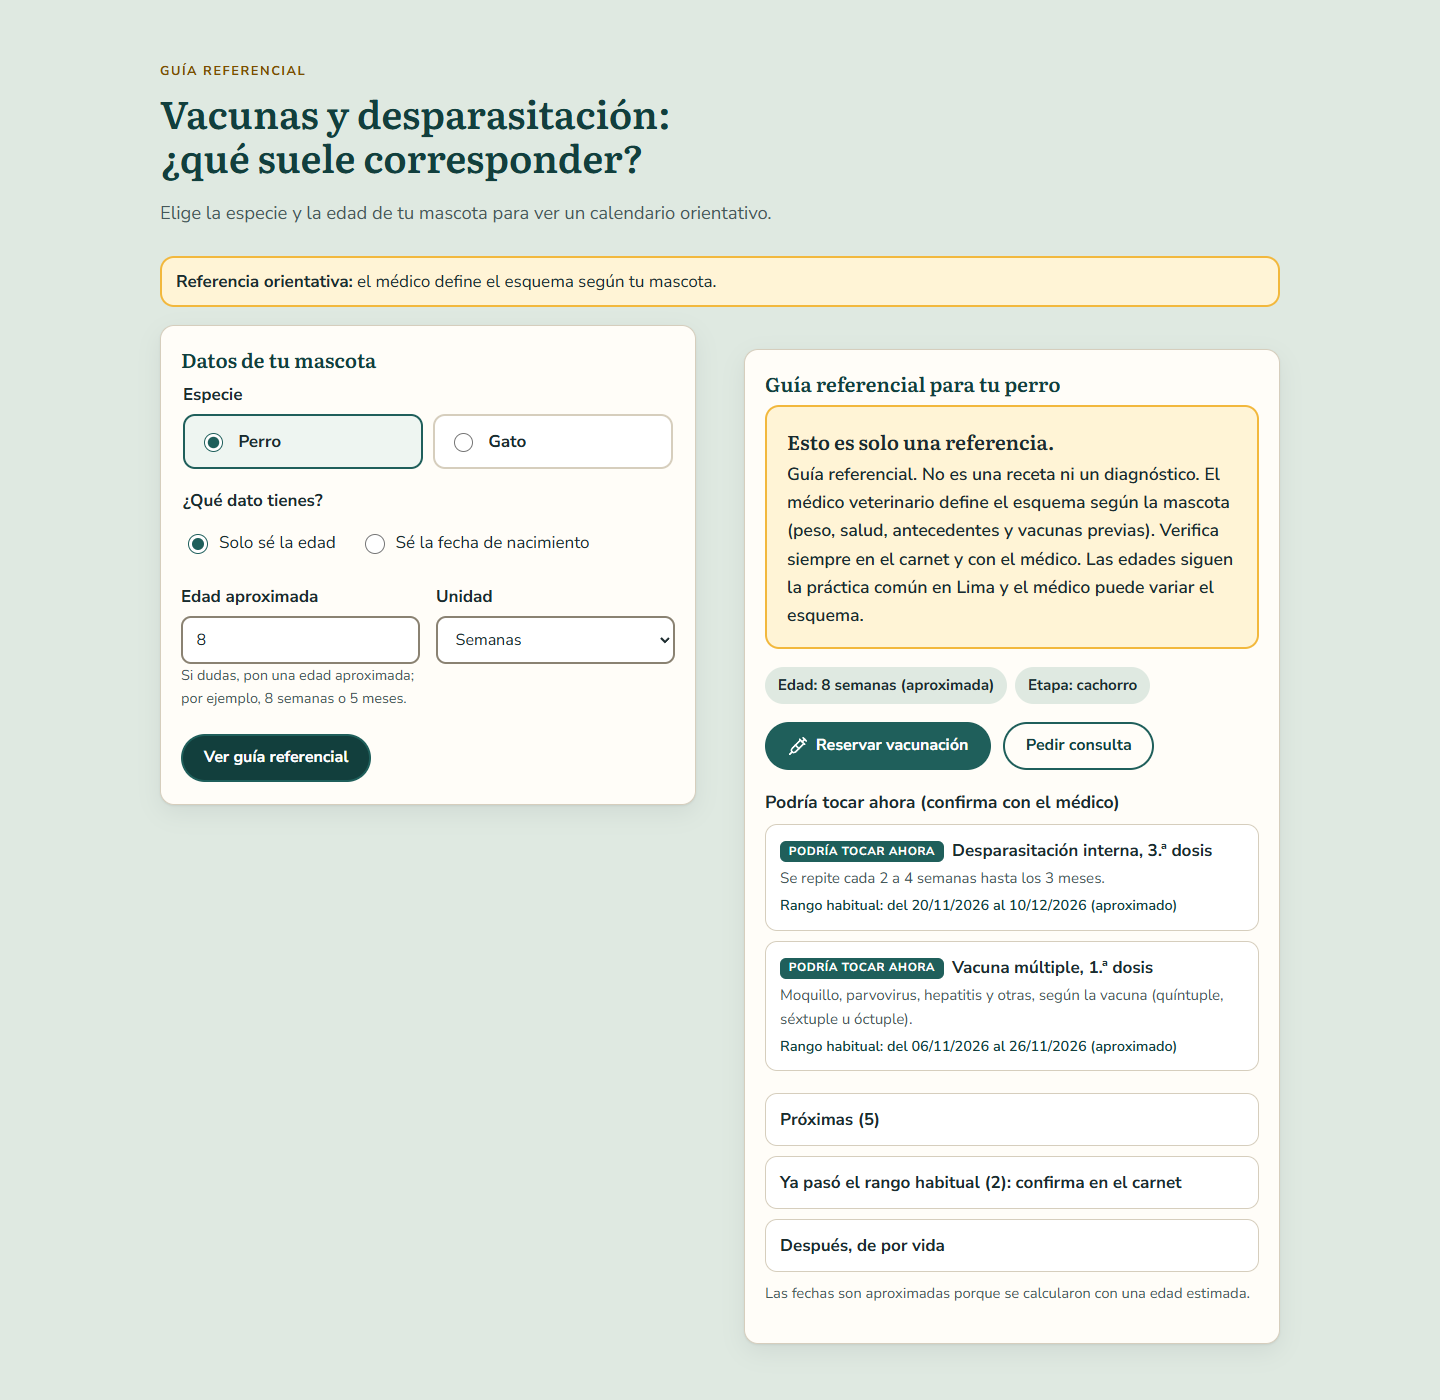 GUÍA REFERENCIAL
Vacunas y desparasitación:
¿qué suele corresponder?
Elige la especie y la edad de tu mascota para ver un calendario orientativo.
Referencia orientativa: el médico define el esquema según tu mascota.
Datos de tu mascota
Especie
Perro
Gato
¿Qué dato tienes?
Solo sé la edad
Sé la fecha de nacimiento
Edad aproximada
Unidad
8
Semanas
Si dudas, pon una edad aproximada;
por ejemplo, 8 semanas o 5 meses.
Ver guía referencial
Guía referencial para tu perro
Esto es solo una referencia.
Guía referencial. No es una receta ni un diagnóstico. El
médico veterinario define el esquema según la mascota
(peso, salud, antecedentes y vacunas previas). Verifica
siempre en el carnet y con el médico. Las edades siguen
la práctica común en Lima y el médico puede variar el
esquema.
Edad: 8 semanas (aproximada)
Etapa: cachorro
Reservar vacunación
Pedir consulta
Podría tocar ahora (confirma con el médico)
PODRÍA TOCAR AHORA Desparasitación interna, 3.ª dosis
Se repite cada 2 a 4 semanas hasta los 3 meses.
Rango habitual: del 20/11/2026 al 10/12/2026 (aproximado)
PODRÍA TOCAR AHORA Vacuna múltiple, 1.ª dosis
Moquillo, parvovirus, hepatitis y otras, según la vacuna (quíntuple,
séxtuple u óctuple).
Rango habitual: del 06/11/2026 al 26/11/2026 (aproximado)
Próximas (5)
Ya pasó el rango habitual (2): confirma en el carnet
Después, de por vida
Las fechas son aproximadas porque se calcularon con una edad estimada.